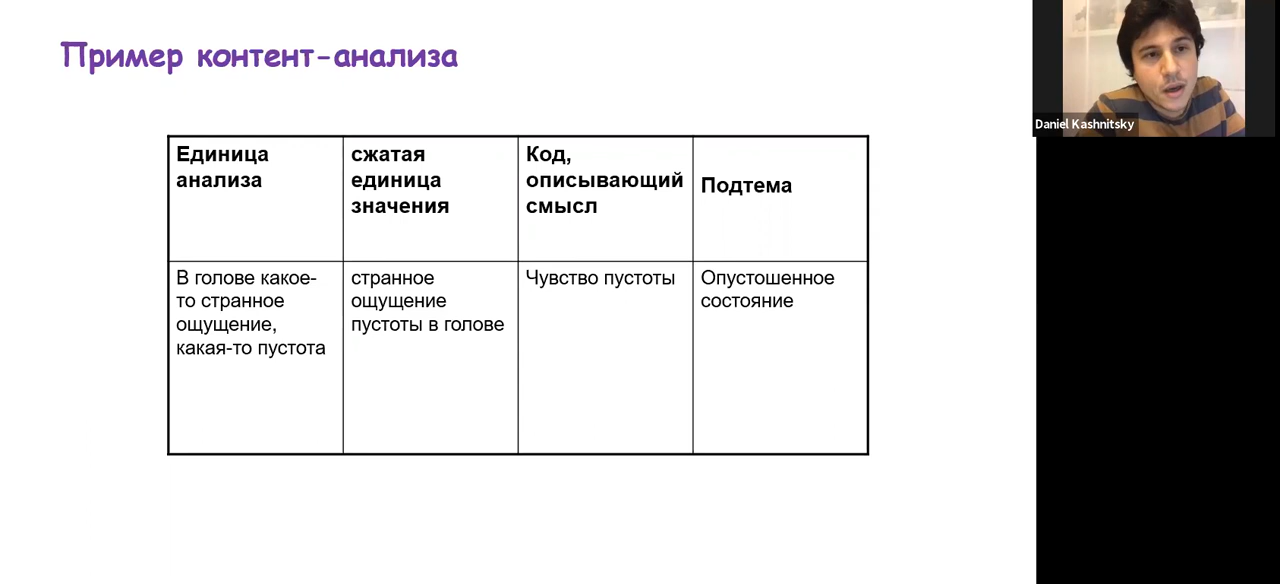 Пример контент-анализа
Daniel Kashnitsky
Единица
анализа
сжатая
единица
значения
Код,
описывающий
смысл
Подтема
В голове какое-
то странное
ощущение,
какая-то пустота
странное
ощущение
пустоты в голове
Чувство пустоты
Опустошенное
состояние